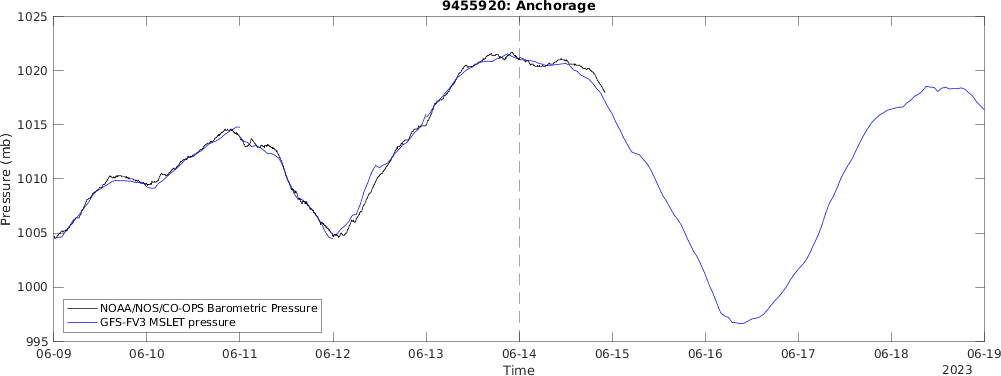 9455920: Anchorage
1025
1020
1015
1010
1005
1000
995
Pressure (mb)
NOAA/NOS/CO-OPS Barometric Pressure
GFS-FV3 MSLET pressure
06-09 06-10 06-11 06-12 06-13 06-14 06-15 06-16 06-17 06-18 06-19
Time
2023